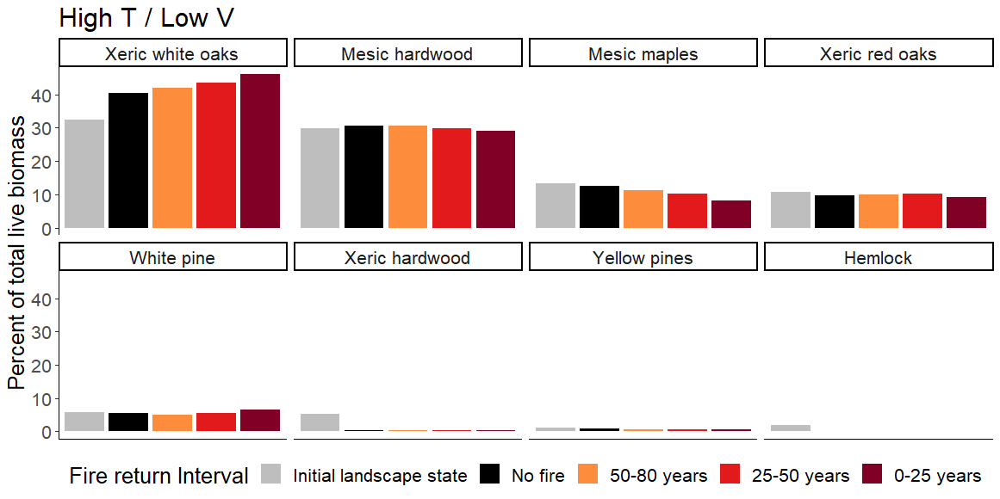 High T / Low V
Xeric white oaks Mesic hardwood Mesic maples Xeric red oaks
40
30
20
10
0
White pine Xeric hardwood Yellow pines Hemlock
40
30
20
10
0
Percent of total live biomass
Fire return Interval Initial landscape state No fire 50-80 years 25-50 years 0-25 years